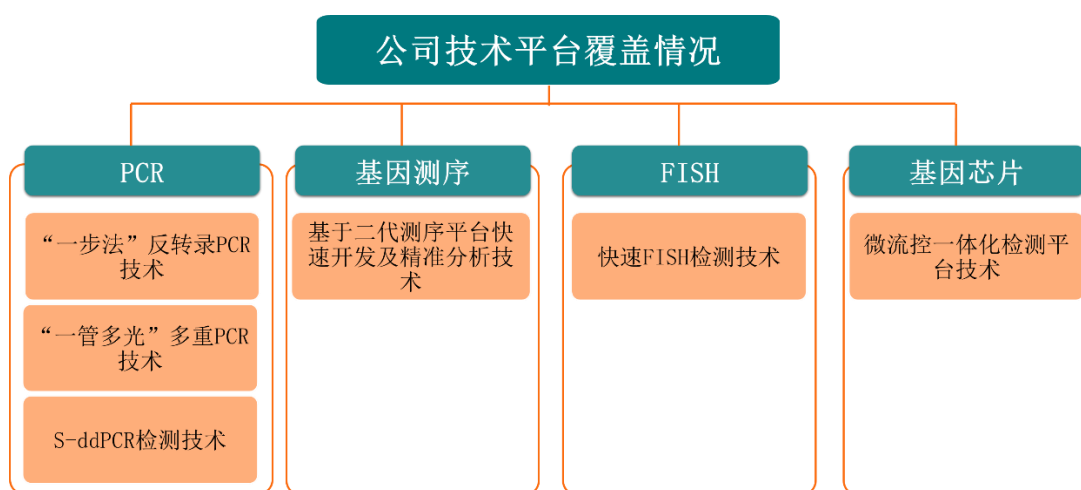 公司技术平台覆盖情况
PCR
“一步法”反转录PCR
技术
“一管多光”多重PCR
技术
S-ddPCR检测技术
基因测序
基于二代测序平台快
速开发及精准分析技
术
FISH
快速FISH检测技术
基因芯片
微流控一体化检测平
台技术